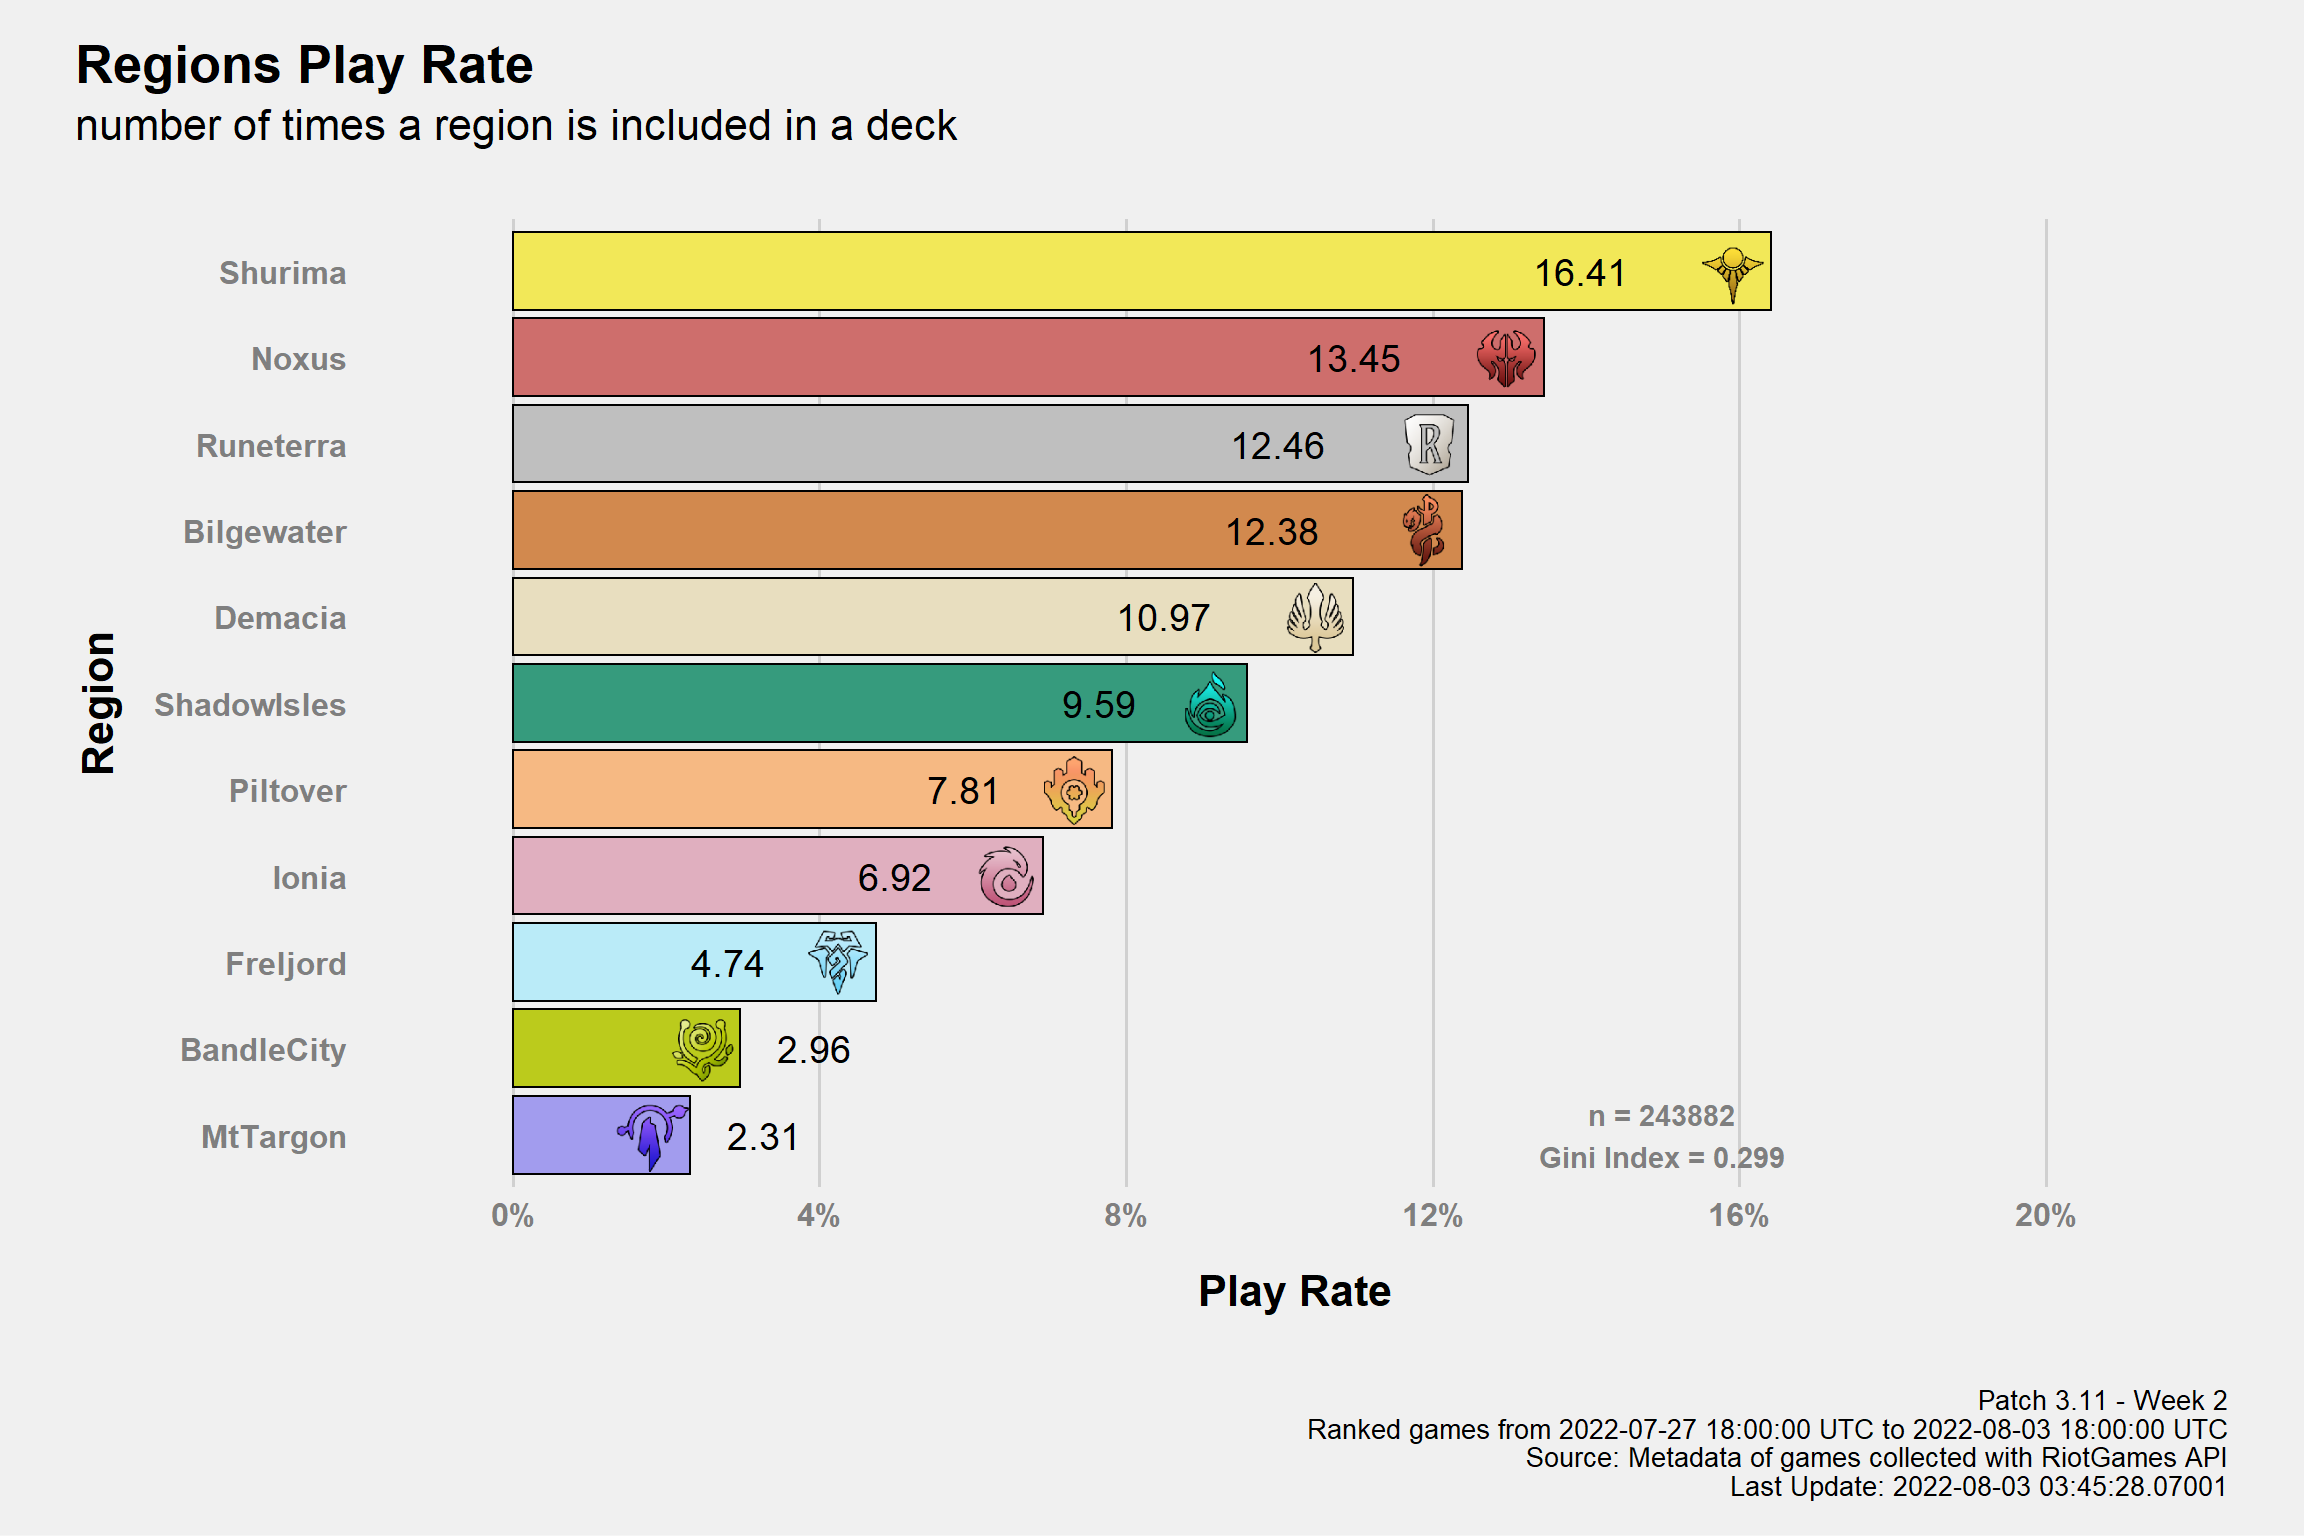 Regions Play Rate
number of times a region is included in a deck
Region
Shurima 16.41
Noxus 13.45
Runeterra 12.46 R
Bilgewater 12.38
Demacia 10.97
ShadowIsles 9.59
Piltover 7.81
Ionia 6.92
Freljord 4.74
BandleCity 2.96
MtTargon 2.31
n = 243882
Gini Index = 0.299
0% 4% 8% 12% 16% 20%
Play Rate
Patch 3.11 - Week 2
Ranked games from 2022-07-27 18:00:00 UTC to 2022-08-03 18:00:00 UTC
Source: Metadata of games collected with RiotGames API
Last Update: 2022-08-03 03:45:28.07001